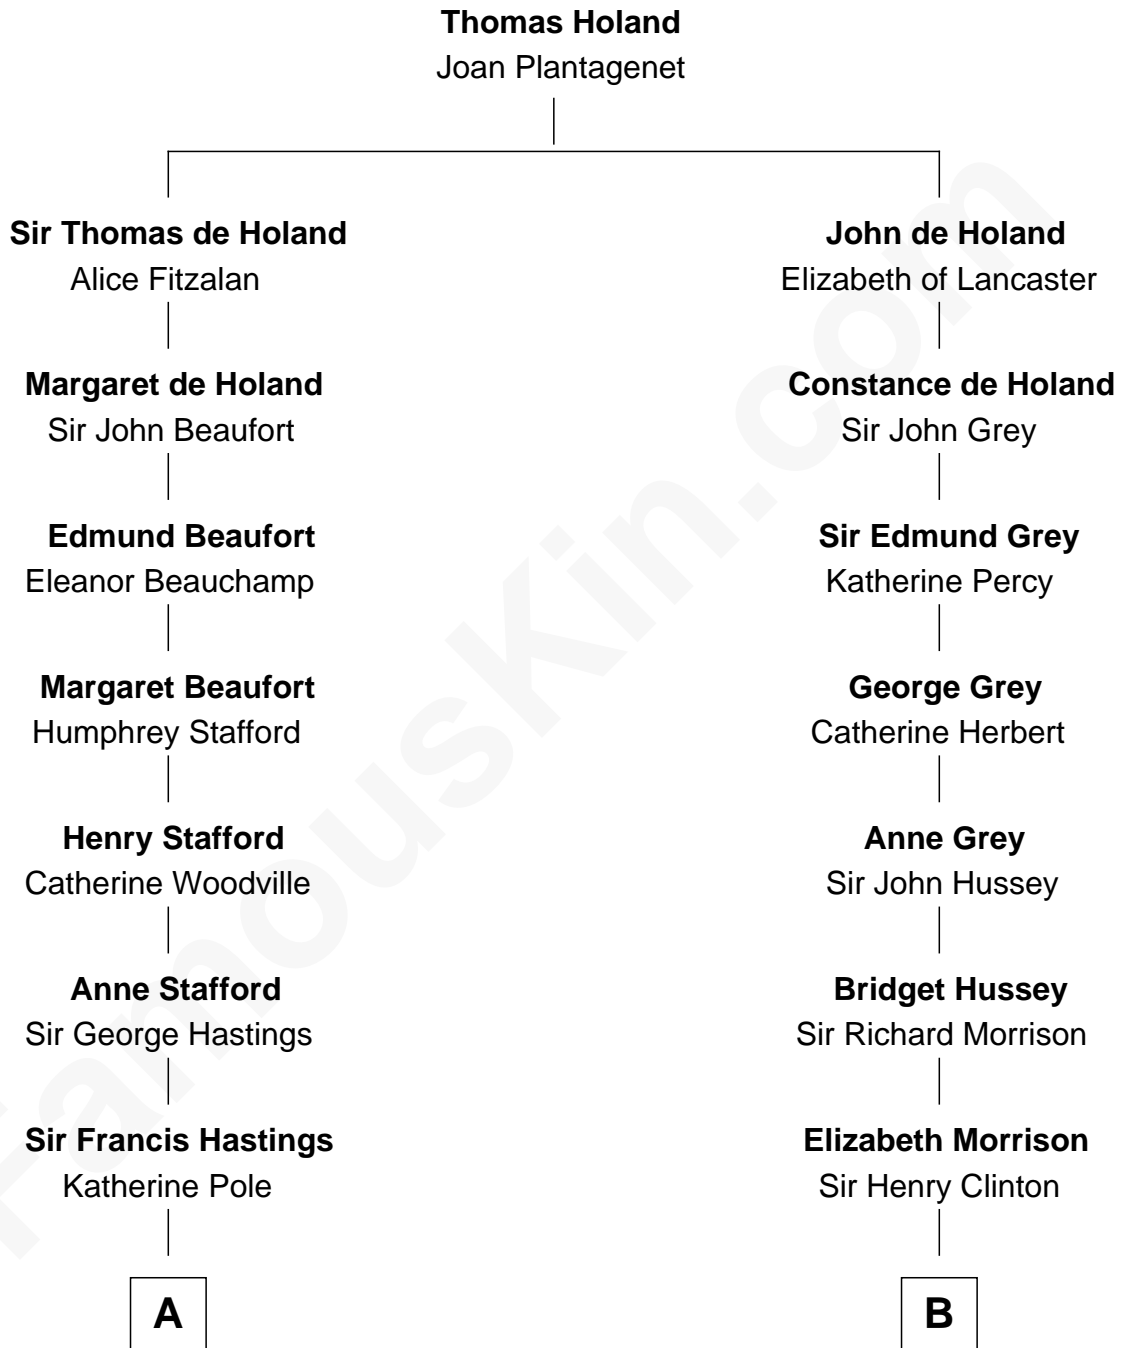 Thomas Holand
Joan Plantagenet
Sir Thomas de Holand
Alice Fitzalan
John de Holand
Elizabeth of Lancaster
Margaret de Holand
Sir John Beaufort
Constance de Holand
Sir John Grey
Edmund Beaufort
Eleanor Beauchamp
Sir Edmund Grey
Katherine Percy
Margaret Beaufort
Humphrey Stafford
George Grey
Catherine Herbert
Henry Stafford
Catherine Woodville
Anne Grey
Sir John Hussey
Anne Stafford
Sir George Hastings
Bridget Hussey
Sir Richard Morrison
Sir Francis Hastings
Katherine Pole
Elizabeth Morrison
Sir Henry Clinton
A
B
FamousKin.com